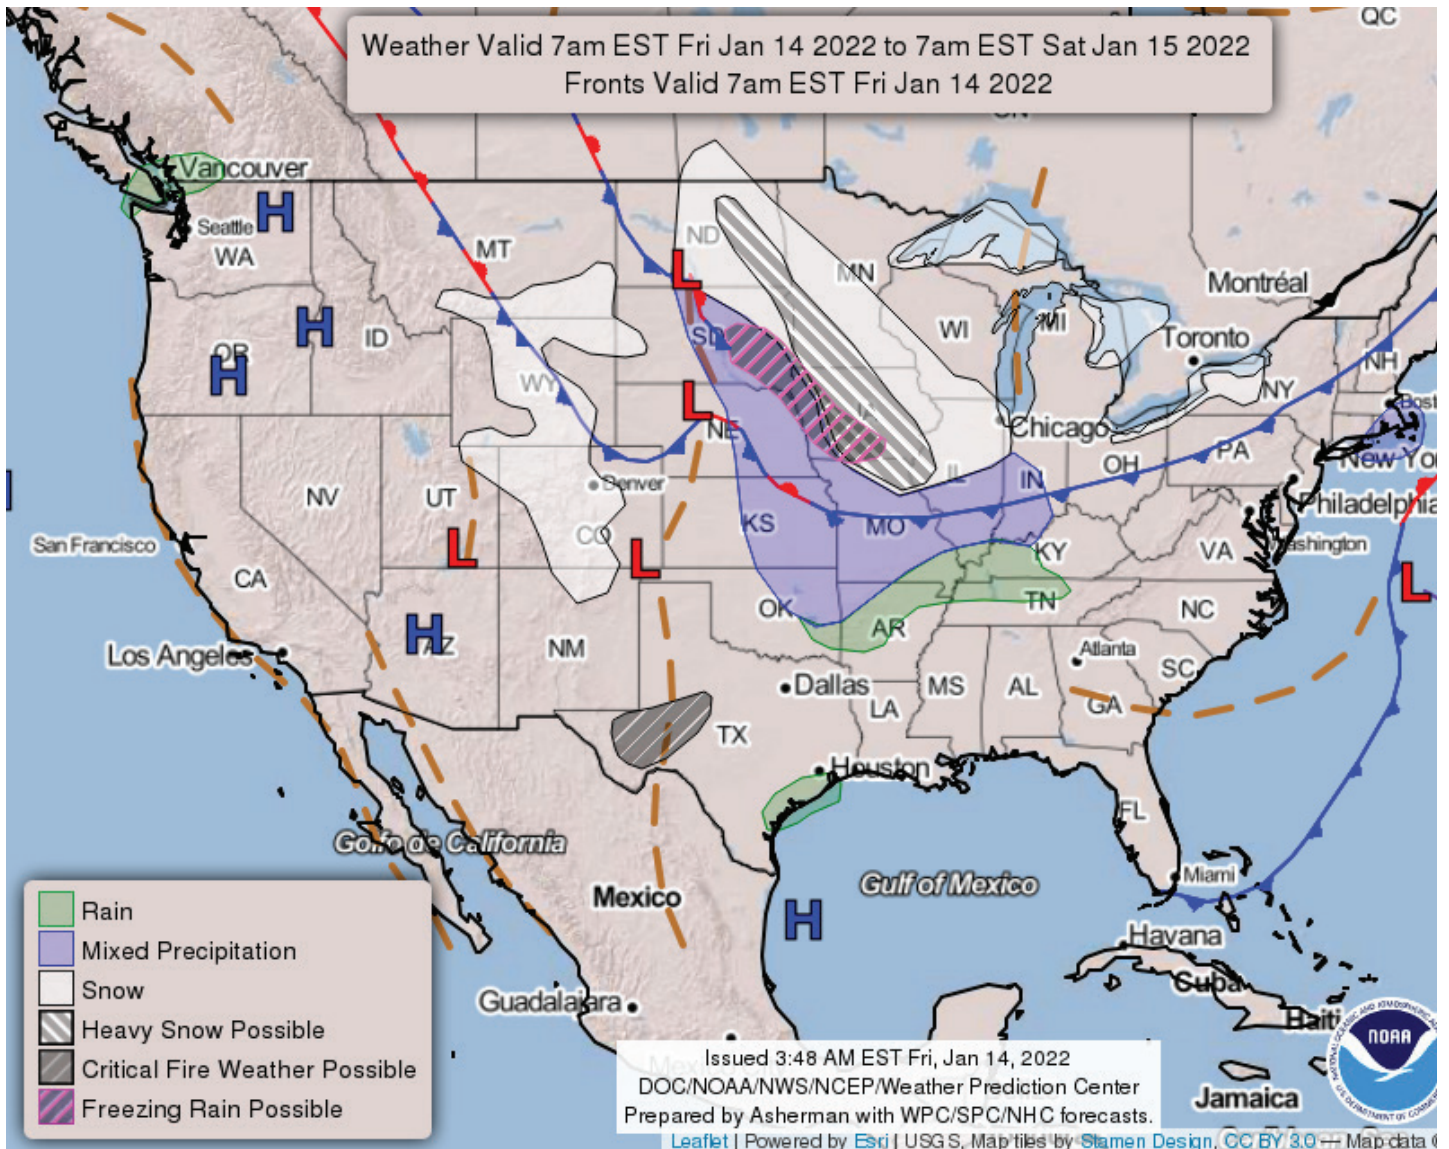 QC
Weather Valid 7am EST Fri Jan 14 2022 to 7am EST Sat Jan 15 2022
Fronts Valid 7am EST Fri Jan 14 2022
ON
Vancouver
H
Seattle
WA
MT
ND
L
MN
Montréal
H
OR
H
ID
SD
WI
MI
Toronto
NH
WY
L
NE
IA
NY
Boston
Chicago
NV
UT
Denver
IL
IN
OH
PA
New Yo
CO
KS
MO
Philadelphia
San Francisco
L
L
KY
VA
Washington
CA
L
OK
AR
TN
NC
Los Angeles
H
AZ
NM
Dallas
MS
AL
Atlanta
SC
LA
GA
TX
Houston
FL
Golfo de California
Mexico
Gulf of Mexico
Miami
H
Havana
Cuba
Haiti
Guadalajara
Mexico City
Jamaica
Rain
Mixed Precipitation
Snow
Heavy Snow Possible
Critical Fire Weather Possible
Freezing Rain Possible
Issued 3:48 AM EST Fri, Jan 14, 2022
DOC/NOAA/NWS/NCEP/Weather Prediction Center
Prepared by Asherman with WPC/SPC/NHC forecasts.
NOAA
Leaflet | Powered by Esri | USGS, Map tiles by Stamen Design, CC BY 3.0 — Map data ©